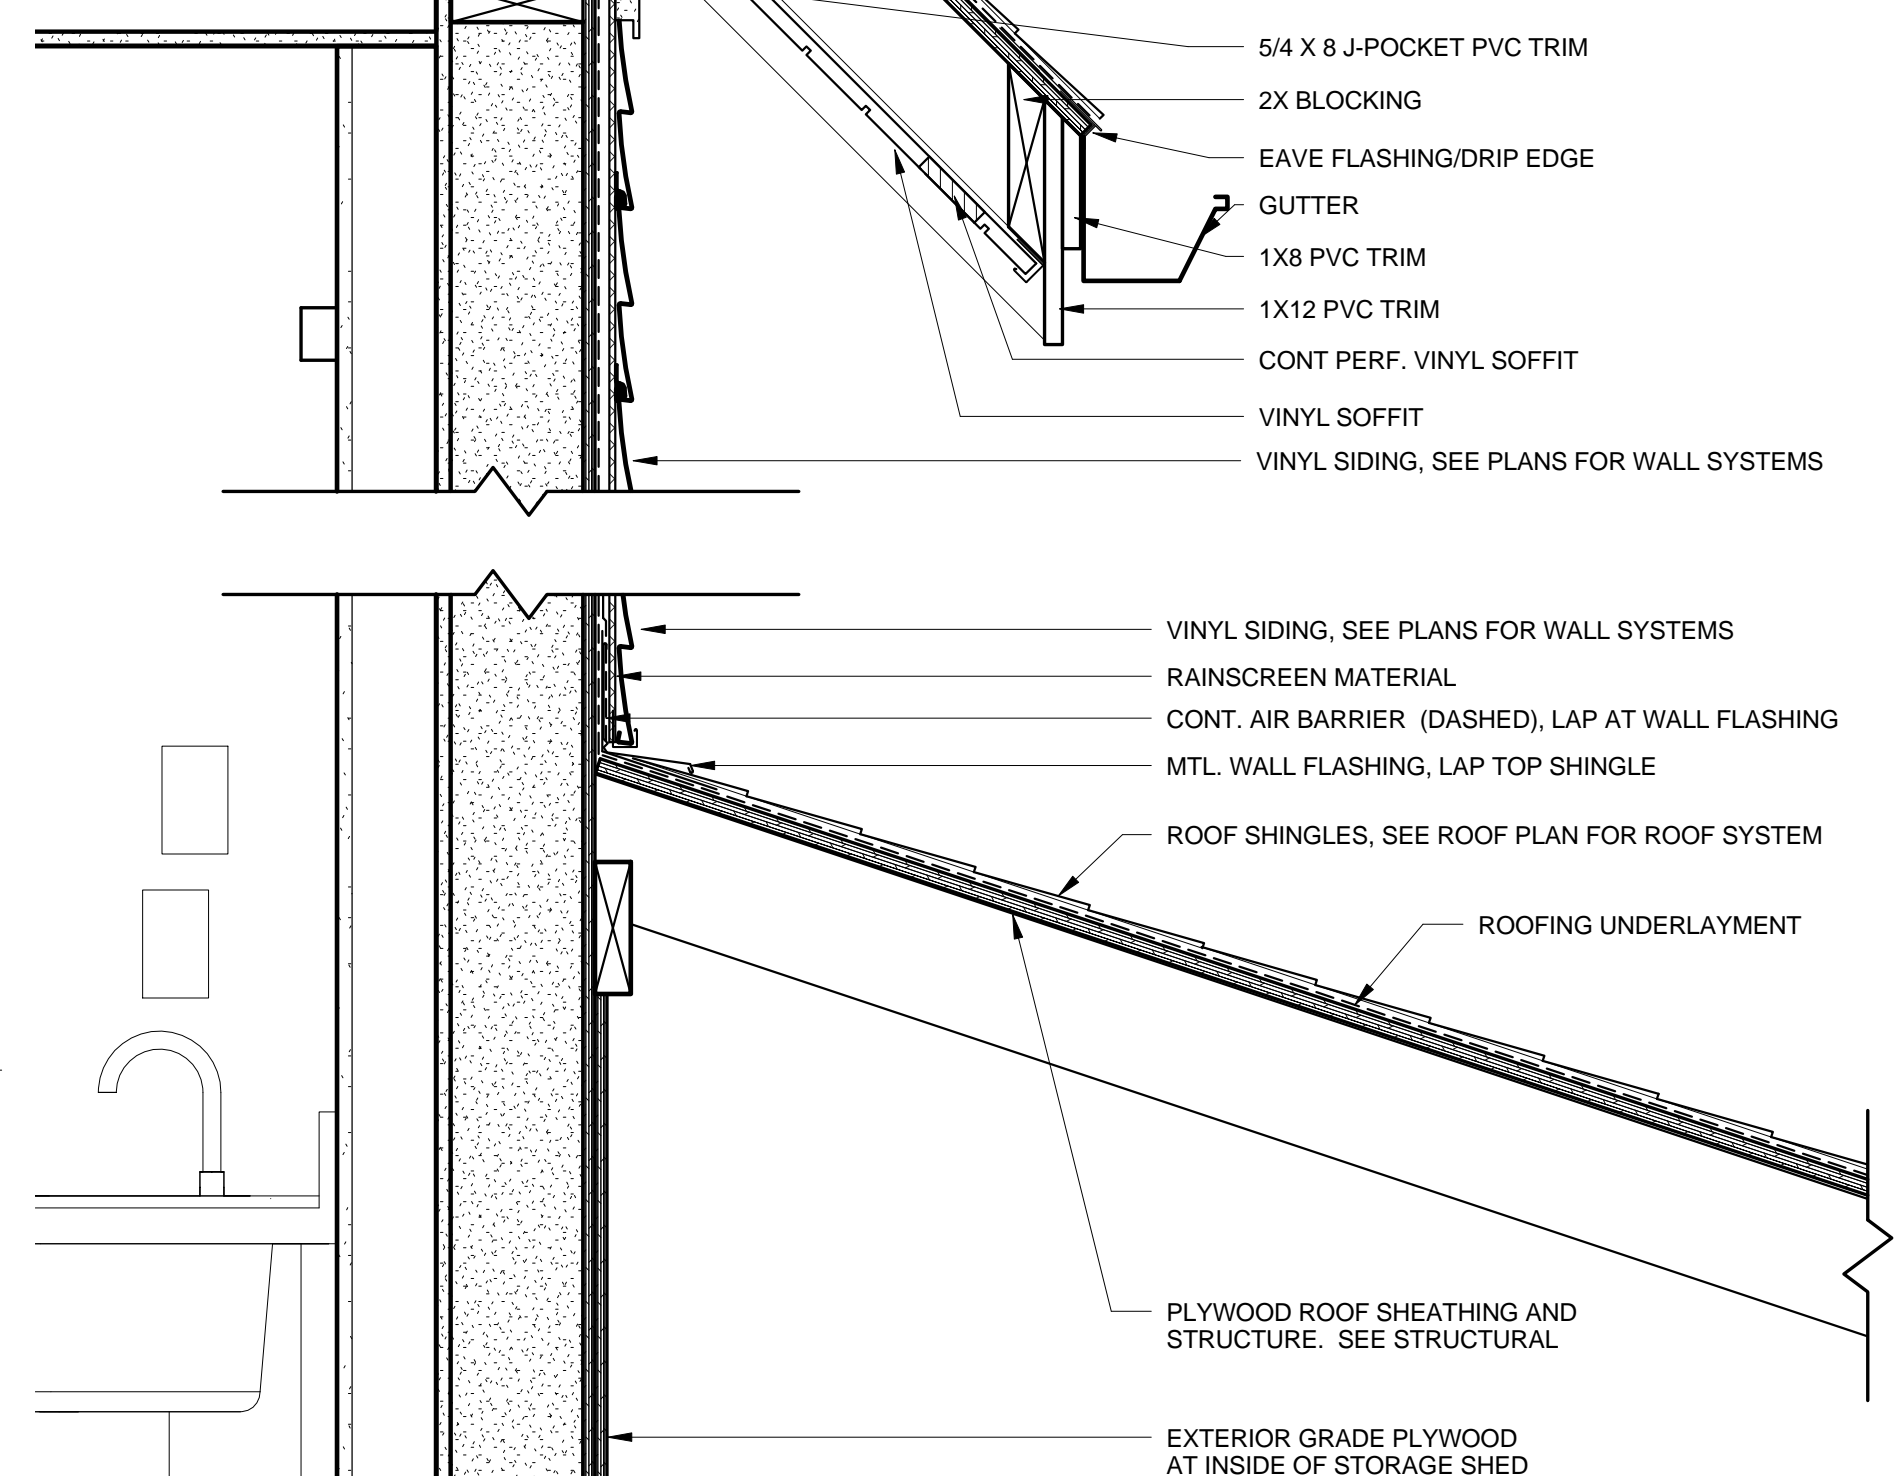 5/4 X 8 J-POCKET PVC TRIM
2X BLOCKING
EAVE FLASHING/DRIP EDGE
GUTTER
1X8 PVC TRIM
1X12 PVC TRIM
CONT PERF. VINYL SOFFIT
VINYL SOFFIT
VINYL SIDING, SEE PLANS FOR WALL SYSTEMS
VINYL SIDING, SEE PLANS FOR WALL SYSTEMS
RAINSCREEN MATERIAL
CONT. AIR BARRIER (DASHED), LAP AT WALL FLASHING
MTL. WALL FLASHING, LAP TOP SHINGLE
ROOF SHINGLES, SEE ROOF PLAN FOR ROOF SYSTEM
ROOFING UNDERLAYMENT
PLYWOOD ROOF SHEATHING AND
STRUCTURE. SEE STRUCTURAL
EXTERIOR GRADE PLYWOOD
AT INSIDE OF STORAGE SHED